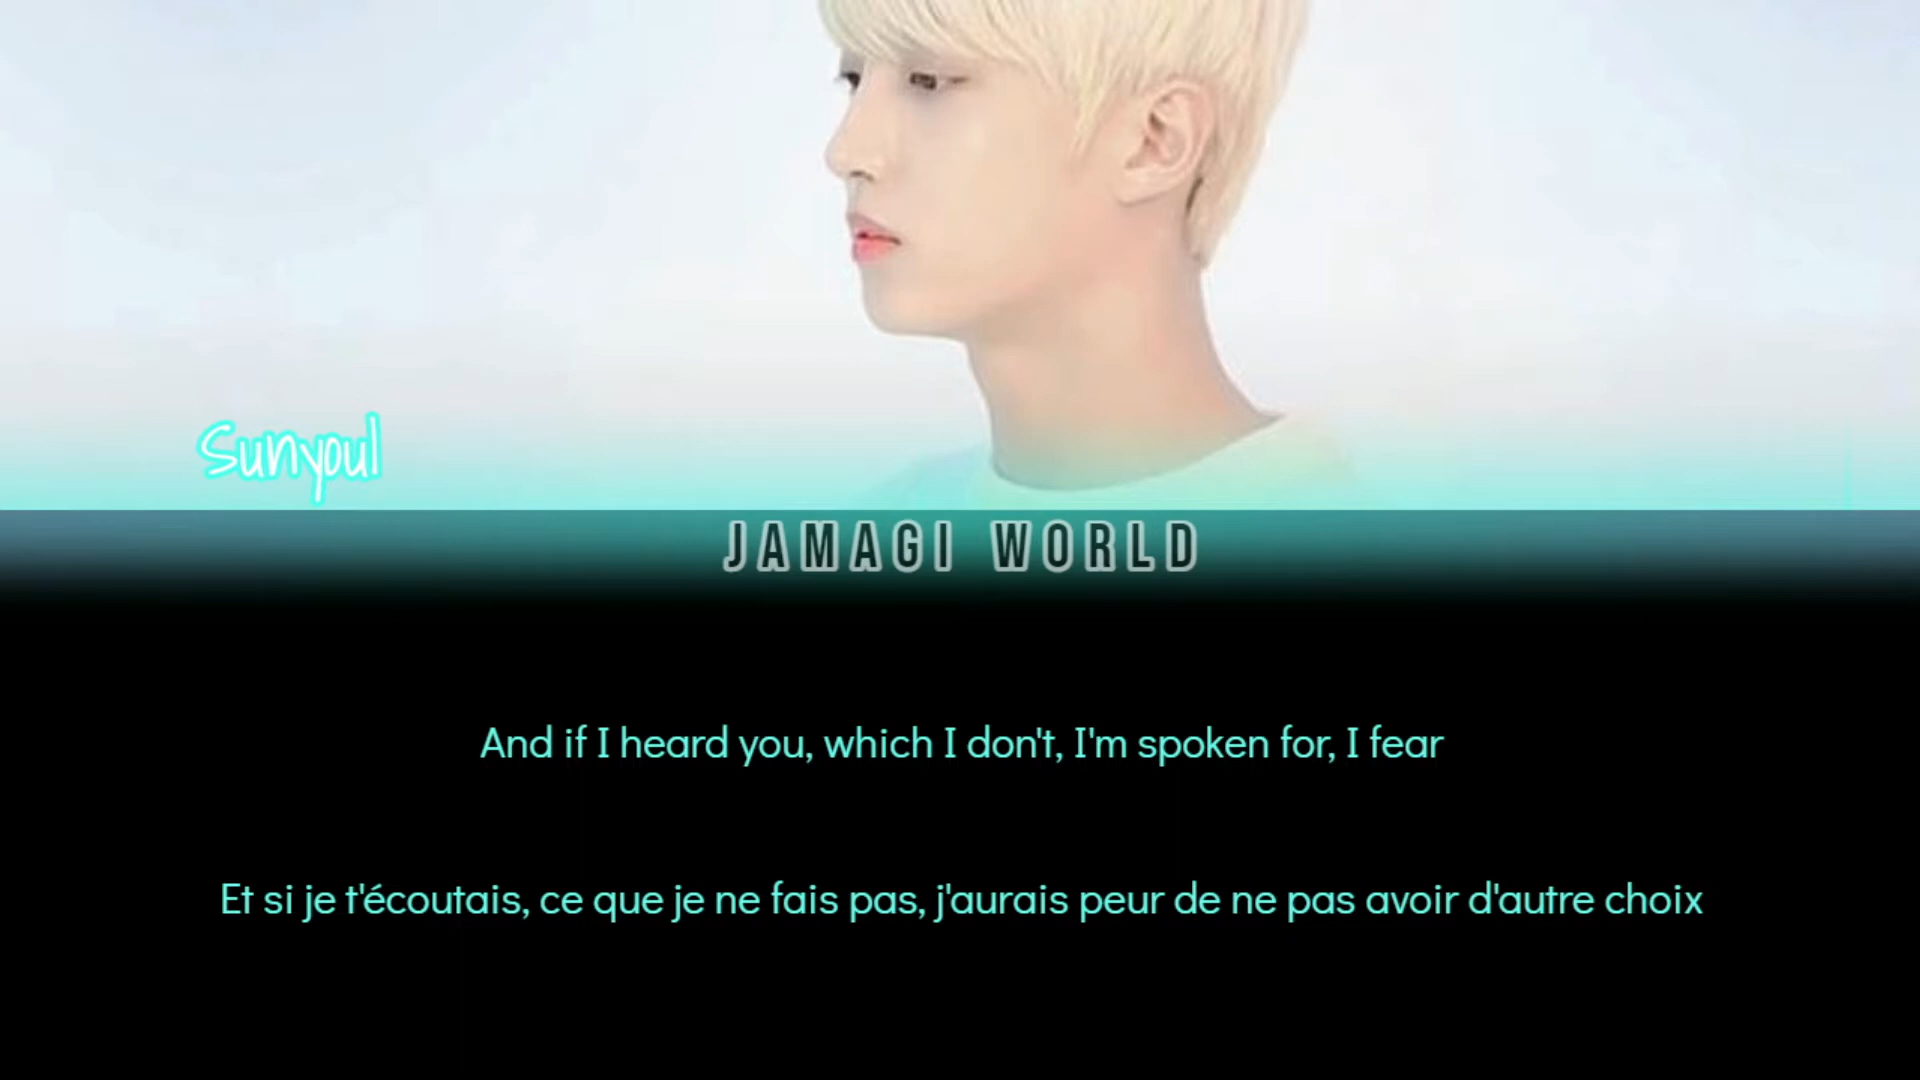 Sunyoul
JAMAGI WORLD
And if I heard you, which I don't, I'm spoken for, I fear
Et si je t'écoutais, ce que je ne fais pas, j'aurais peur de ne pas avoir d'autre choix